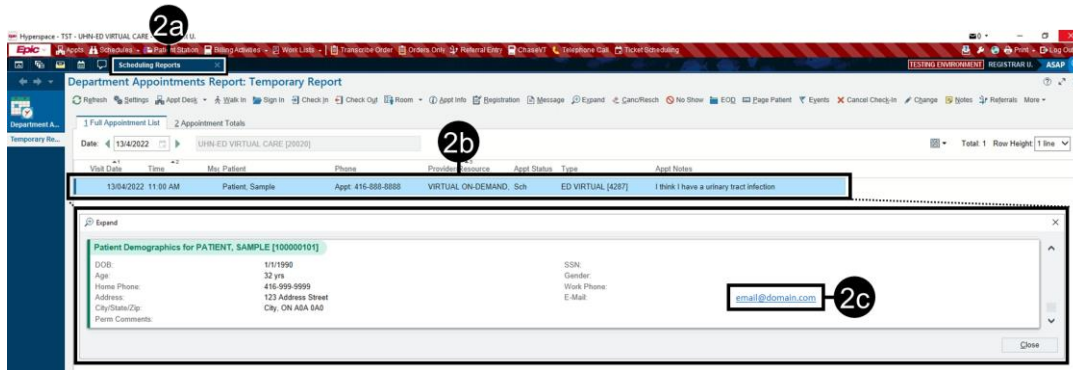 2a
Hyperspace - TST - UHN-ED VIRTUAL CARE - U.
Epic Appts Schedules Patient Station Billing Activities Work Lists Transcribe Order Orders Only Referral Entry ChaseVT Telephone Call Ticket Scheduling Print Log Out
Scheduling Reports TESTING ENVIRONMENT REGISTRAR U. ASAP
Department Appointments Report: Temporary Report
Refresh Settings Appt Desk Walk In Sign In Check In Check Out Room Appt Info Registration Message Expand Canc/Resch No Show EOD Page Patient Events Cancel Check-In Change Notes Referrals More
Department A...
Temporary Re...
1 Full Appointment List 2 Appointment Totals
Date: 13/4/2022 UHN-ED VIRTUAL CARE [20020] Total: 1 Row Height: 1 line
2b
Visit Date Time Msg Patient Phone Provider/Resource Appt Status Type Appt Notes
13/04/2022 11:00 AM Patient, Sample Appt: 416-888-8888 VIRTUAL ON-DEMAND, Sch ED VIRTUAL [4287] I think I have a urinary tract infection
Expand
Patient Demographics for PATIENT, SAMPLE [100000101]
DOB: 1/1/1990 SSN:
Age: 32 yrs Gender:
Home Phone: 416-999-9999 Work Phone:
Address: 123 Address Street E-Mail: email@domain.com 2c
City/State/Zip: City, ON A0A 0A0
Perm Comments:
Close